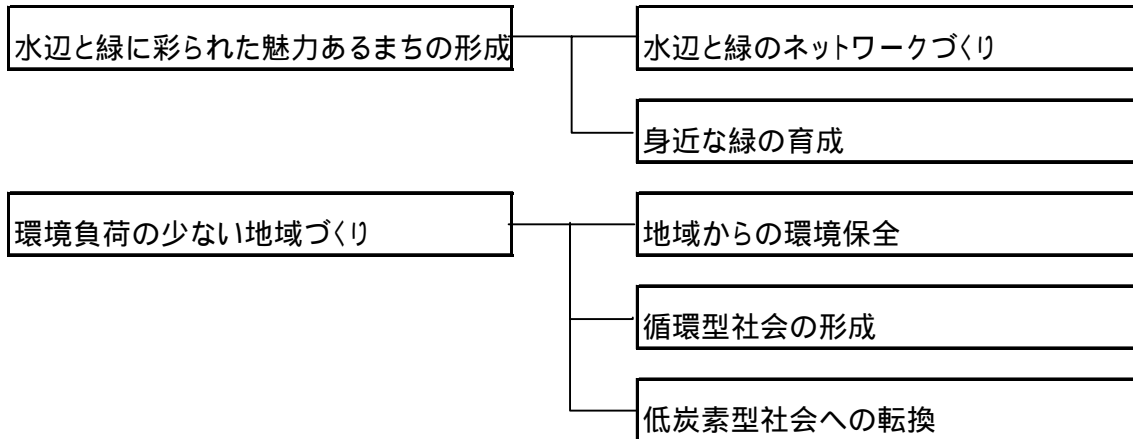 水辺と緑に彩られた魅力あるまちの形成
水辺と緑のネットワークづくり
身近な緑の育成
環境負荷の少ない地域づくり
地域からの環境保全
循環型社会の形成
低炭素型社会への転換